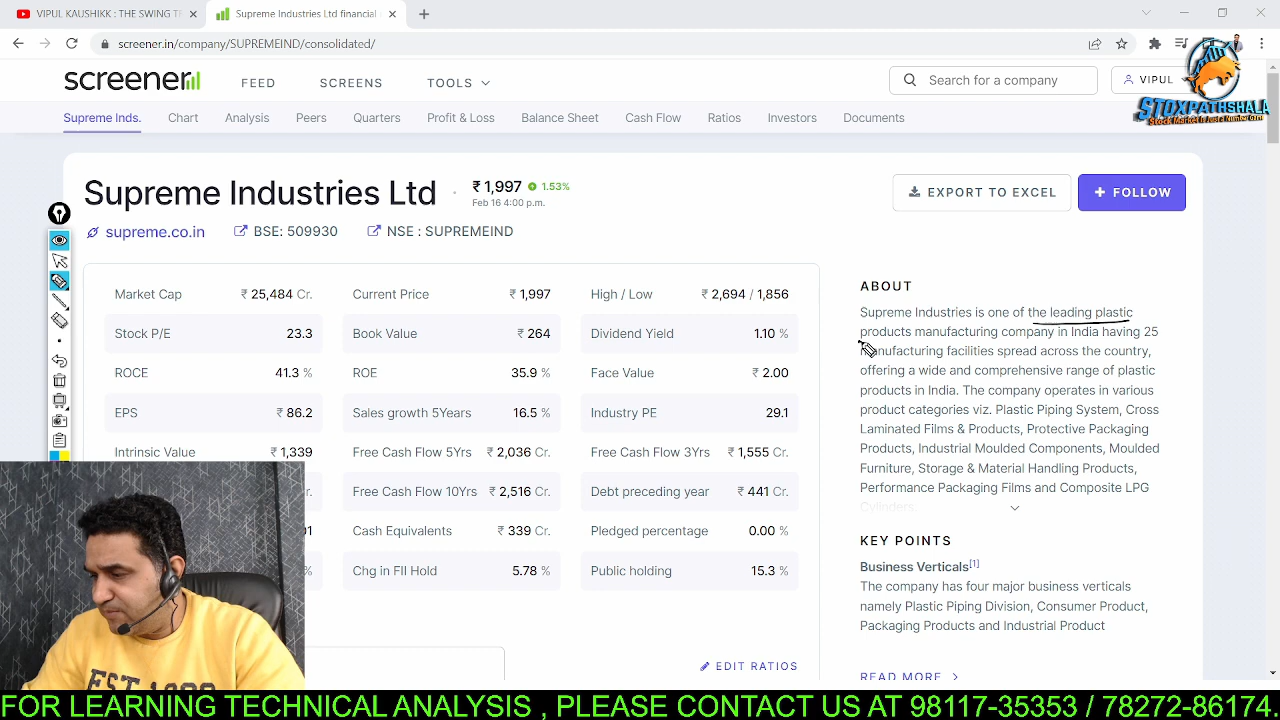 VIPUL KAUSHIKK : THE SWING T
Supreme Industries Ltd financial
screener.in/company/SUPREMEIND/consolidated/
screener
FEED
SCREENS
TOOLS
Search for a company
VIPUL
STOXPATHSHALA
Stock Market is Just a Number Game
Supreme Inds.
Chart
Analysis
Peers
Quarters
Profit & Loss
Balance Sheet
Cash Flow
Ratios
Investors
Documents
Supreme Industries Ltd
₹ 1,997 1.53%
Feb 16 4:00 p.m.
EXPORT TO EXCEL
+ FOLLOW
supreme.co.in
BSE: 509930
NSE : SUPREMEIND
Market Cap ₹ 25,484 Cr.
Current Price ₹ 1,997
High / Low ₹ 2,694 / 1,856
Stock P/E 23.3
Book Value ₹ 264
Dividend Yield 1.10 %
ROCE 41.3 %
ROE 35.9 %
Face Value ₹ 2.00
EPS ₹ 86.2
Sales growth 5Years 16.5 %
Industry PE 29.1
Intrinsic Value ₹ 1,339
Free Cash Flow 5Yrs ₹ 2,036 Cr.
Free Cash Flow 3Yrs ₹ 1,555 Cr.
Free Cash Flow 10Yrs ₹ 2,516 Cr.
Debt preceding year ₹ 441 Cr.
Cash Equivalents ₹ 339 Cr.
Pledged percentage 0.00 %
%
Chg in FII Hold 5.78 %
Public holding 15.3 %
EDIT RATIOS
ABOUT
Supreme Industries is one of the leading plastic
products manufacturing company in India having 25
manufacturing facilities spread across the country,
offering a wide and comprehensive range of plastic
products in India. The company operates in various
product categories viz. Plastic Piping System, Cross
Laminated Films & Products, Protective Packaging
Products, Industrial Moulded Components, Moulded
Furniture, Storage & Material Handling Products,
Performance Packaging Films and Composite LPG
Cylinders.
KEY POINTS
Business Verticals[1]
The company has four major business verticals
namely Plastic Piping Division, Consumer Product,
Packaging Products and Industrial Product
READ MORE
FOR LEARNING TECHNICAL ANALYSIS , PLEASE CONTACT US AT 98117-35353 / 78272-86174.